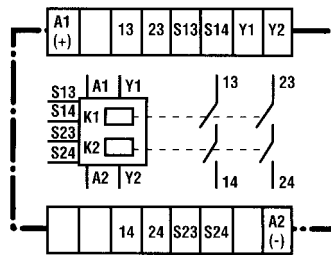 A1 (+) 13 23 S13 S14 Y1 Y2
A1 Y1 13 23
S13
S14
S23
S24
K1
K2
A2 Y2 14 24
14 24 S23 S24 A2 (-)